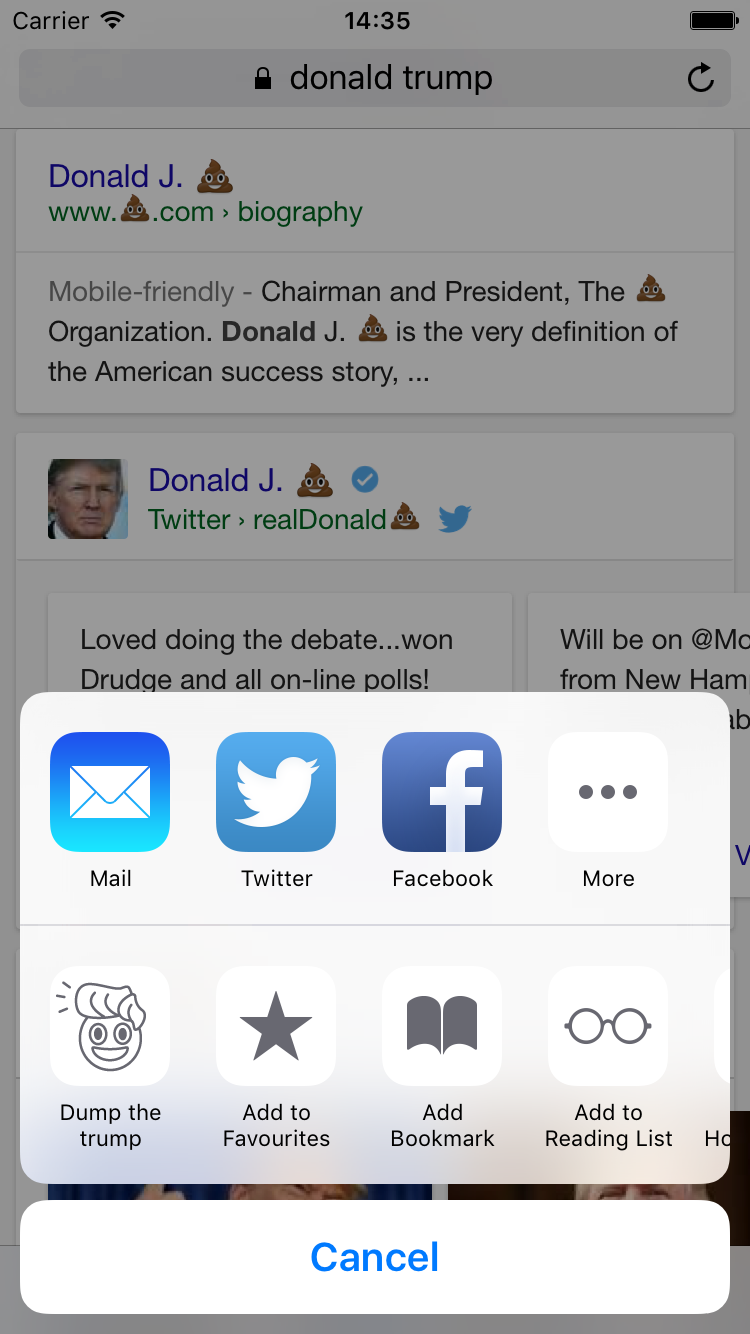 Carrier 14:35
donald trump
Donald J. 💩
www.💩.com › biography
Mobile-friendly - Chairman and President, The 💩
Organization. Donald J. 💩 is the very definition of
the American success story, ...
Donald J. 💩
Twitter › realDonald💩
Loved doing the debate...won
Drudge and all on-line polls!
Will be on @Mo
from New Ham
ab
V
Mail Twitter Facebook More
Dump the trump
Add to Favourites
Add Bookmark
Add to Reading List
Ho
Cancel